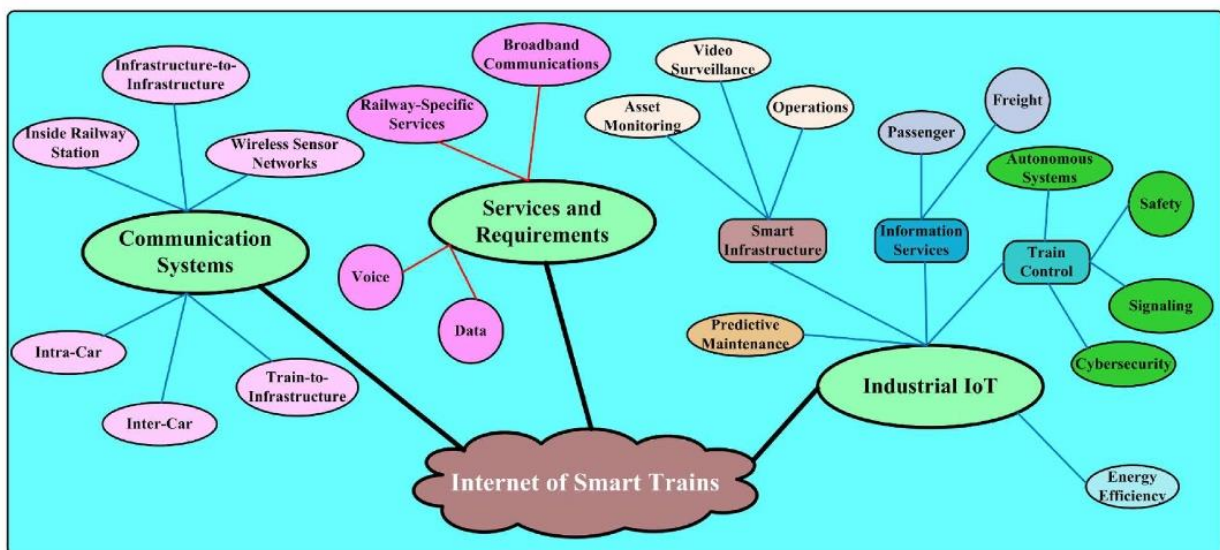 Infrastructure-to-
Infrastructure
Inside Railway
Station
Wireless Sensor
Networks
Communication
Systems
Intra-Car
Inter-Car
Train-to-
Infrastructure
Broadband
Communications
Railway-Specific
Services
Services and
Requirements
Voice
Data
Video
Surveillance
Asset
Monitoring
Operations
Smart
Infrastructure
Passenger
Freight
Information
Services
Autonomous
Systems
Safety
Train
Control
Signaling
Cybersecurity
Predictive
Maintenance
Industrial IoT
Energy
Efficiency
Internet of Smart Trains